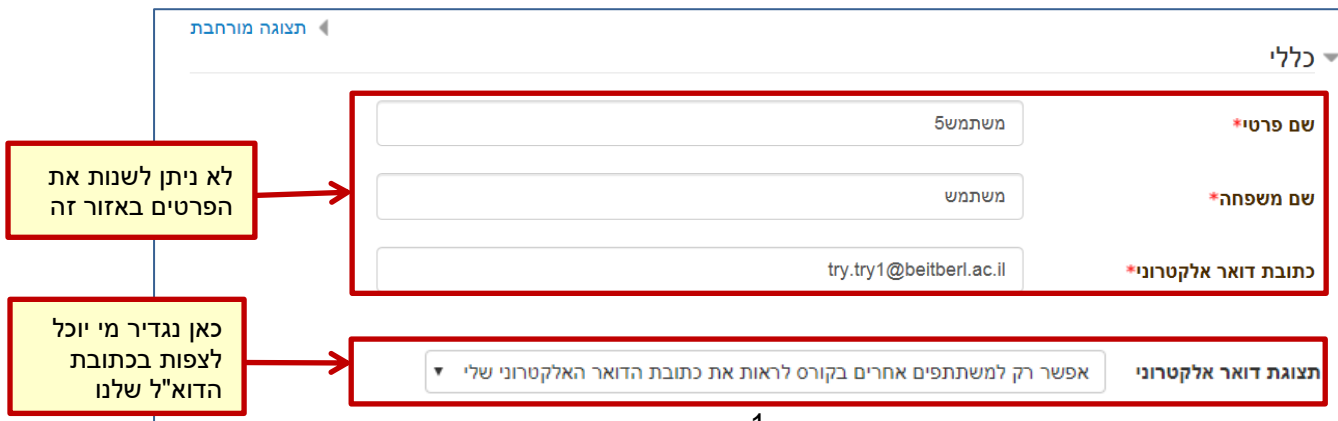 תצוגה מורחבת
כללי
שם פרטי*
משתמש5
שם משפחה*
משתמש
כתובת דואר אלקטרוני*
try.try1@beitberl.ac.il
לא ניתן לשנות את
הפרטים באזור זה
תצוגת דואר אלקטרוני
אפשר רק למשתתפים אחרים בקורס לראות את כתובת הדואר האלקטרוני שלי
כאן נגדיר מי יוכל
לצפות בכתובת
הדוא"ל שלנו